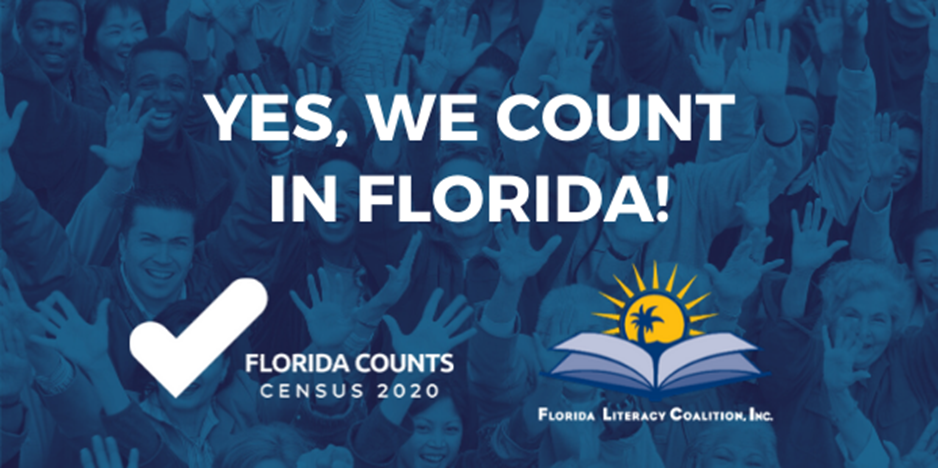 YES, WE COUNT
IN FLORIDA!
FLORIDA COUNTS
CENSUS 2020
FLORIDA LITERACY COALITION, INC.